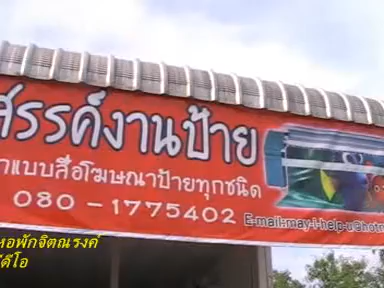 สรรค์งานป้าย
าแบบสื่อโฆษณาป้ายทุกชนิด
080 - 1775402
E-mail:may-i-help-u@hotm
หอพักจิตณรงค์
ดีโอ